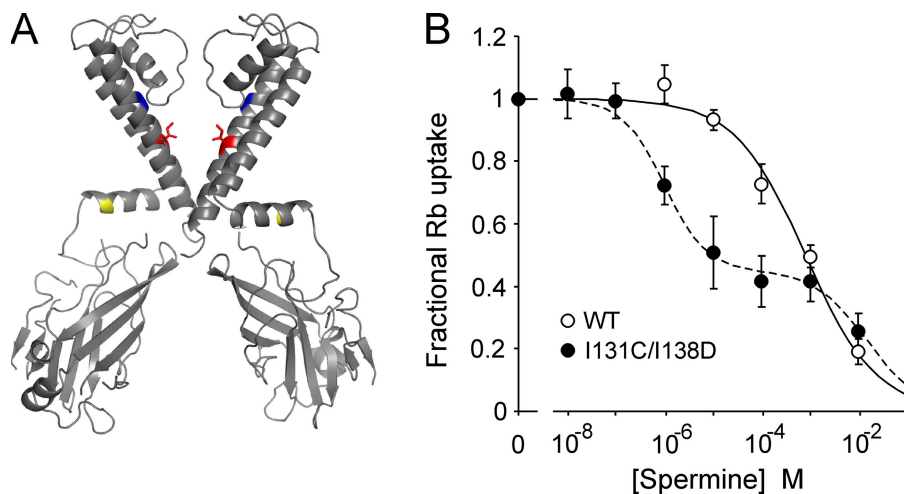 A
B
Fractional Rb uptake
1.2
1
0.8
0.6
0.4
0.2
0
WT
I131C/I138D
0 10⁻⁸ 10⁻⁶ 10⁻⁴ 10⁻²
[Spermine] M